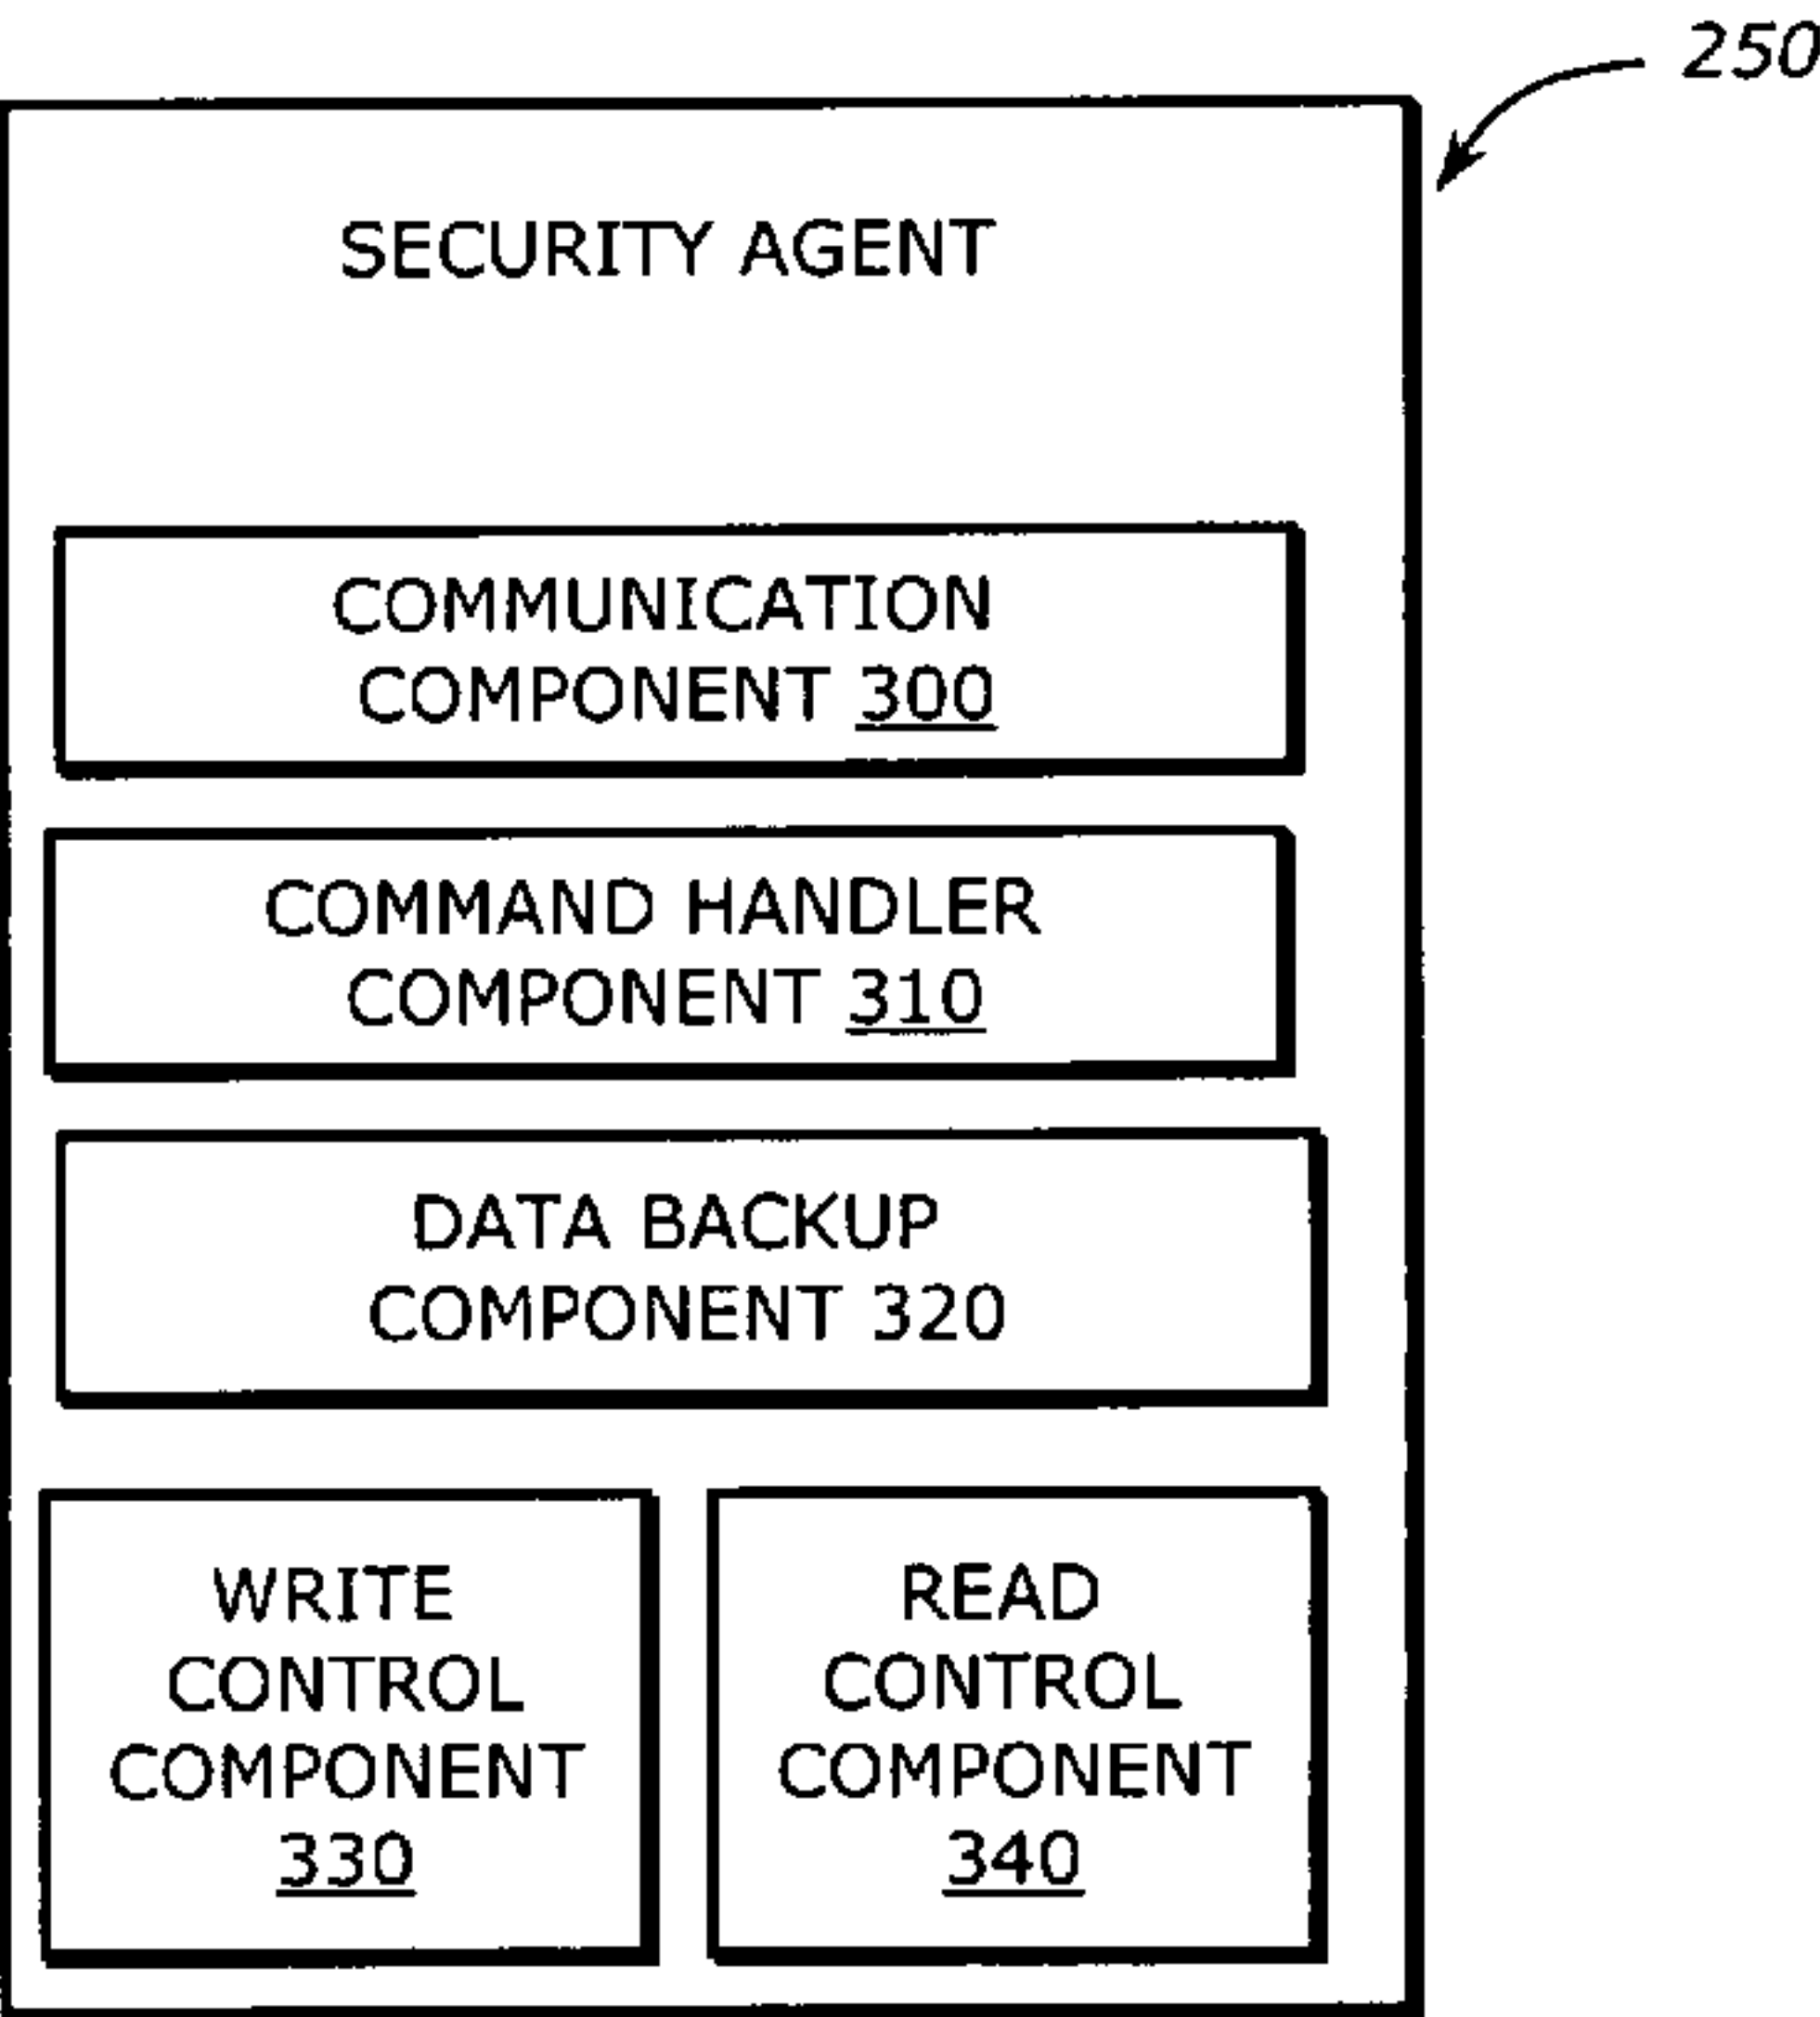 250
SECURITY AGENT
COMMUNICATION
COMPONENT 300
COMMAND HANDLER
COMPONENT 310
DATA BACKUP
COMPONENT 320
WRITE
CONTROL
COMPONENT
330
READ
CONTROL
COMPONENT
340